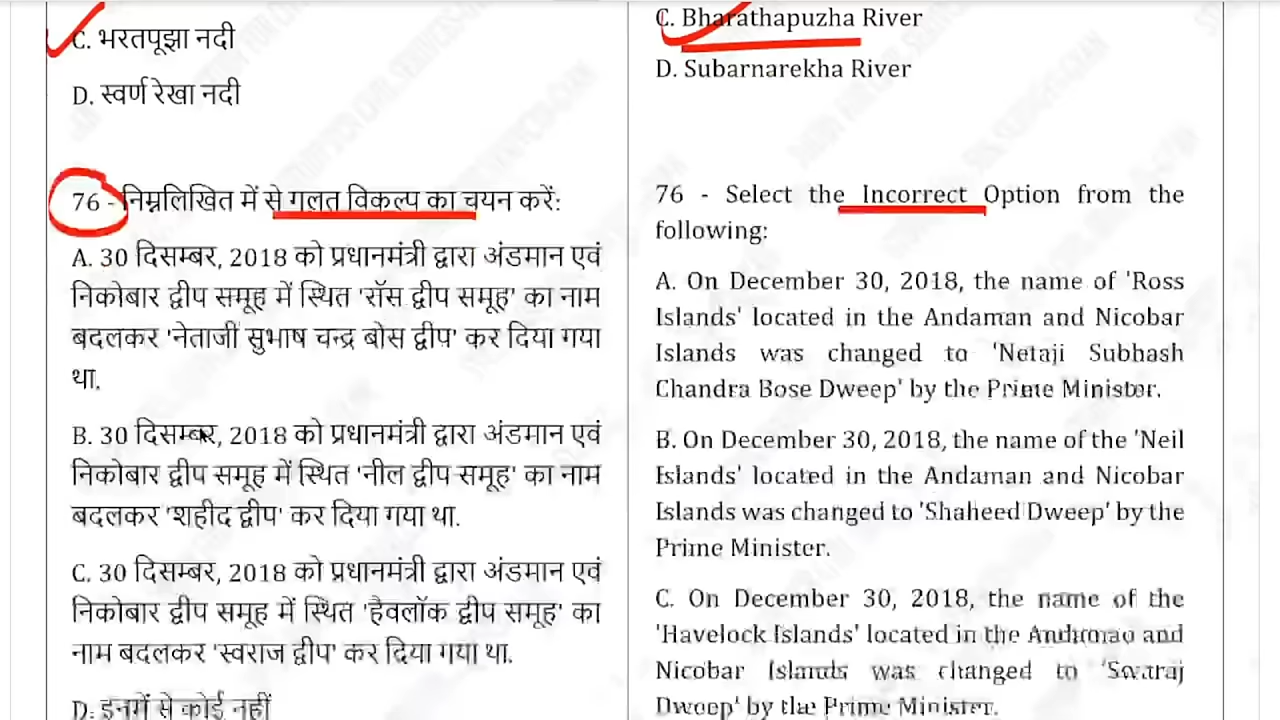 C. भरतपूझा नदी
D. स्वर्ण रेखा नदी
76 - निम्नलिखित में से गलत विकल्प का चयन करें:
A. 30 दिसम्बर, 2018 को प्रधानमंत्री द्वारा अंडमान एवं
निकोबार द्वीप समूह में स्थित 'रॉस द्वीप समूह' का नाम
बदलकर 'नेताजी सुभाष चन्द्र बोस द्वीप' कर दिया गया
था.
B. 30 दिसम्बर, 2018 को प्रधानमंत्री द्वारा अंडमान एवं
निकोबार द्वीप समूह में स्थित 'नील द्वीप समूह' का नाम
बदलकर 'शहीद द्वीप' कर दिया गया था.
C. 30 दिसम्बर, 2018 को प्रधानमंत्री द्वारा अंडमान एवं
निकोबार द्वीप समूह में स्थित 'हैवलॉक द्वीप समूह' का
नाम बदलकर 'स्वराज द्वीप' कर दिया गया था.
D. इनमें से कोई नहीं
C. Bharathapuzha River
D. Subarnarekha River
76 - Select the Incorrect Option from the
following:
A. On December 30, 2018, the name of 'Ross
Islands' located in the Andaman and Nicobar
Islands was changed to 'Netaji Subhash
Chandra Bose Dweep' by the Prime Minister.
B. On December 30, 2018, the name of the 'Neil
Islands' located in the Andaman and Nicobar
Islands was changed to 'Shaheed Dweep' by the
Prime Minister.
C. On December 30, 2018, the name of the
'Havelock Islands' located in the Andaman and
Nicobar Islands was changed to 'Swaraj
Dweep' by the Prime Minister.